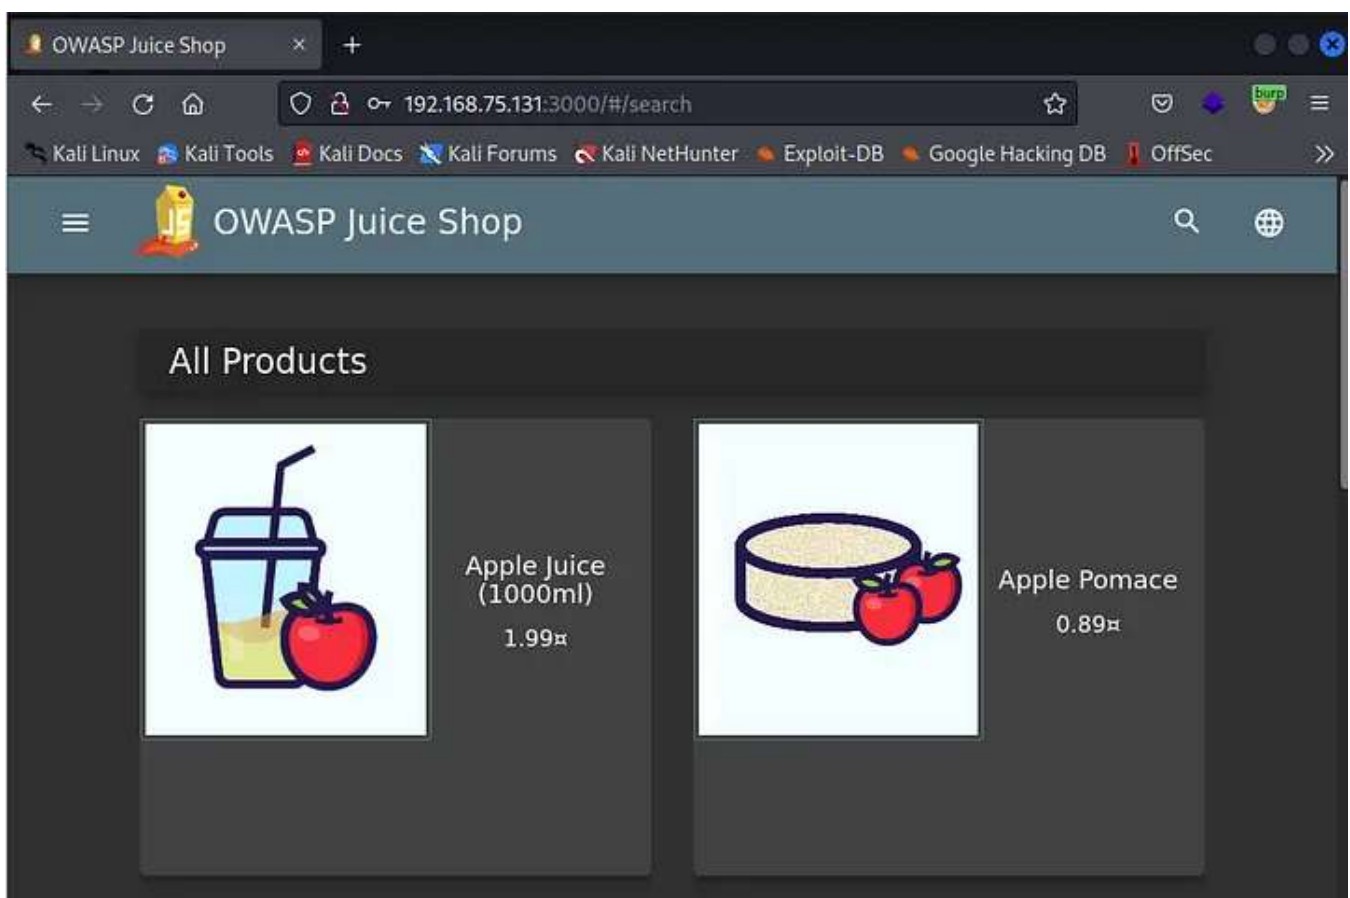 OWASP Juice Shop
192.168.75.131:3000/#/search
burp
Kali Linux Kali Tools Kali Docs Kali Forums Kali NetHunter Exploit-DB Google Hacking DB OffSec
JS OWASP Juice Shop
All Products
Apple Juice
(1000ml)
1.99¤
Apple Pomace
0.89¤